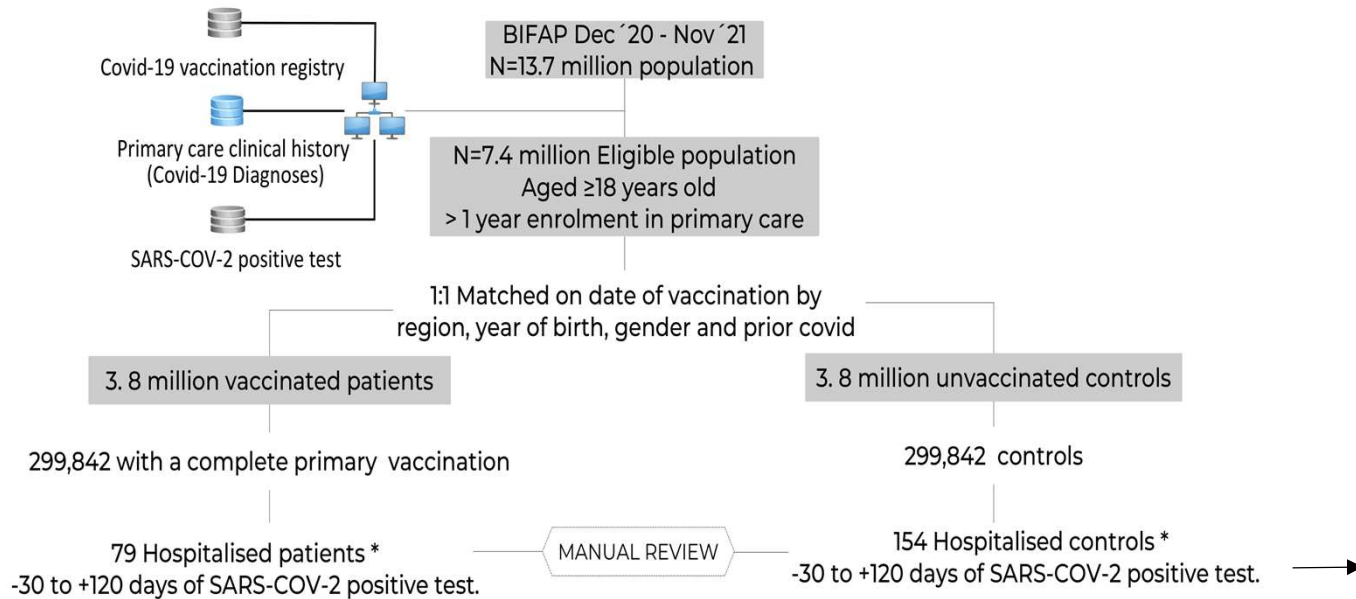 Covid-19 vaccination registry
Primary care clinical history
(Covid-19 Diagnoses)
SARS-COV-2 positive test
BIFAP Dec ´20 - Nov ´21
N=13.7 million population
N=7.4 million Eligible population
Aged ≥18 years old
> 1 year enrolment in primary care
1:1 Matched on date of vaccination by
region, year of birth, gender and prior covid
3. 8 million vaccinated patients
3. 8 million unvaccinated controls
299,842 with a complete primary vaccination
299,842 controls
79 Hospitalised patients *
-30 to +120 days of SARS-COV-2 positive test.
MANUAL REVIEW
154 Hospitalised controls *
-30 to +120 days of SARS-COV-2 positive test.